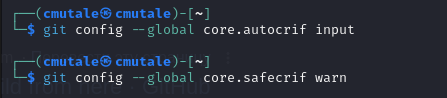 ┌──(cmutale㉿cmutale)-[~]
└─$ git config --global core.autocrif input
┌──(cmutale㉿cmutale)-[~]
└─$ git config --global core.safecrif warn